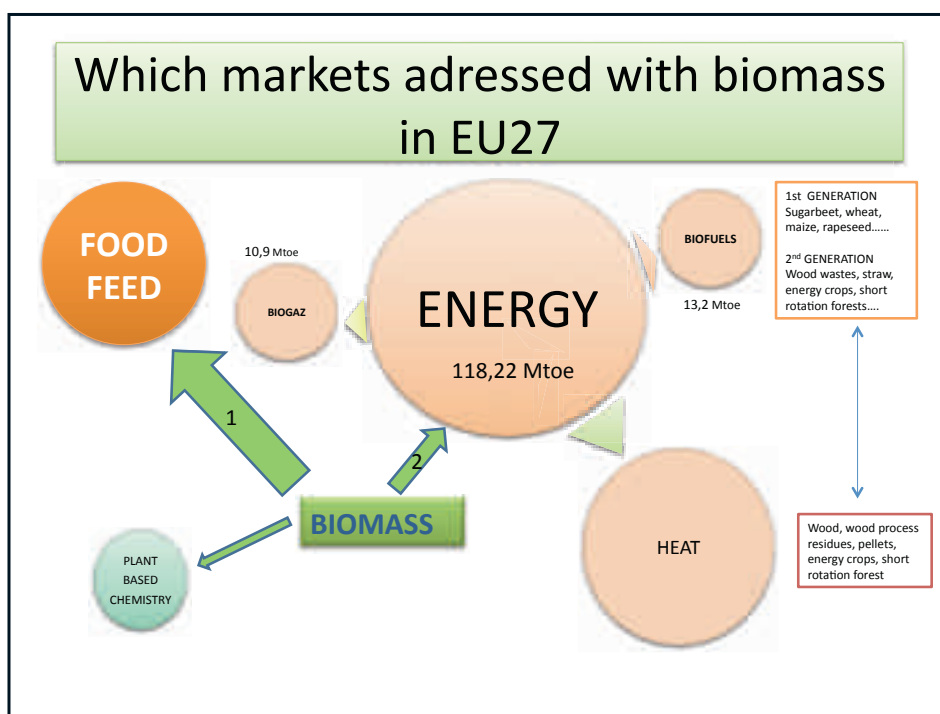 Which markets adressed with biomass
in EU27
FOOD
FEED
10,9 Mtoe
BIOGAZ
ENERGY
118,22 Mtoe
BIOFUELS
13,2 Mtoe
1st GENERATION
Sugarbeet, wheat,
maize, rapeseed……
2nd GENERATION
Wood wastes, straw,
energy crops, short
rotation forests….
1
2
BIOMASS
PLANT
BASED
CHEMISTRY
HEAT
Wood, wood process
residues, pellets,
energy crops, short
rotation forest